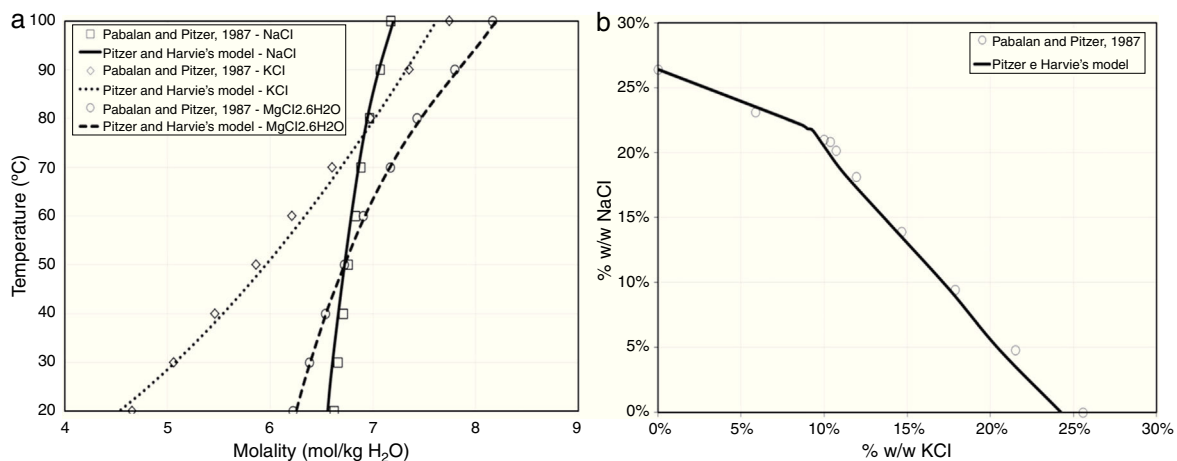 a
100
90
80
70
60
50
40
30
20
Temperature (ºC)
Pabalan and Pitzer, 1987 - NaCl
Pitzer and Harvie's model - NaCl
Pabalan and Pitzer, 1987 - KCl
Pitzer and Harvie's model - KCl
Pabalan and Pitzer, 1987 - MgCl2.6H2O
Pitzer and Harvie's model - MgCl2.6H2O
4 5 6 7 8 9
Molality (mol/kg H₂O)
b
30%
25%
20%
15%
10%
5%
0%
% w/w NaCl
Pabalan and Pitzer, 1987
Pitzer e Harvie's model
0% 5% 10% 15% 20% 25% 30%
% w/w KCl